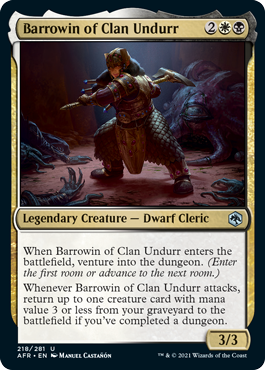 Barrowin of Clan Undurr 2
Legendary Creature — Dwarf Cleric
When Barrowin of Clan Undurr enters the
battlefield, venture into the dungeon. (Enter
the first room or advance to the next room.)
Whenever Barrowin of Clan Undurr attacks,
return up to one creature card with mana
value 3 or less from your graveyard to the
battlefield if you've completed a dungeon.
3/3
218/281 U
AFR • EN Manuel Castañón
™ & © 2021 Wizards of the Coast